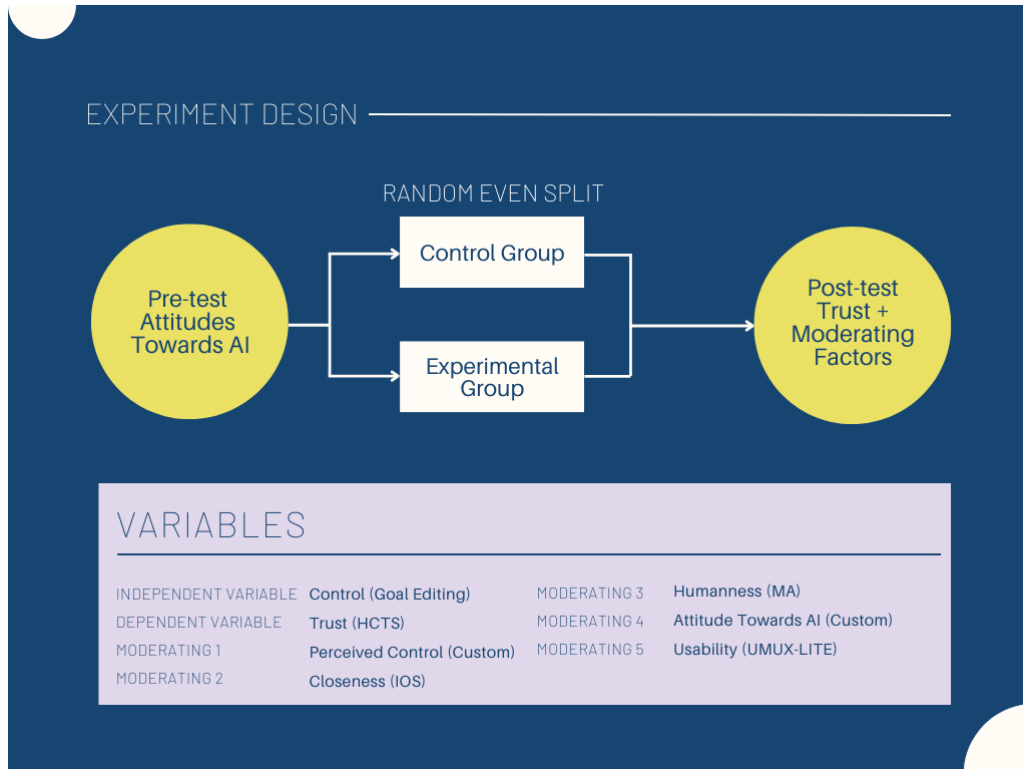 EXPERIMENT DESIGN
RANDOM EVEN SPLIT
Pre-test
Attitudes
Towards AI
Control Group
Experimental
Group
Post-test
Trust +
Moderating
Factors
VARIABLES
INDEPENDENT VARIABLE Control (Goal Editing)
DEPENDENT VARIABLE Trust (HCTS)
MODERATING 1 Perceived Control (Custom)
MODERATING 2 Closeness (IOS)
MODERATING 3 Humanness (MA)
MODERATING 4 Attitude Towards AI (Custom)
MODERATING 5 Usability (UMUX-LITE)